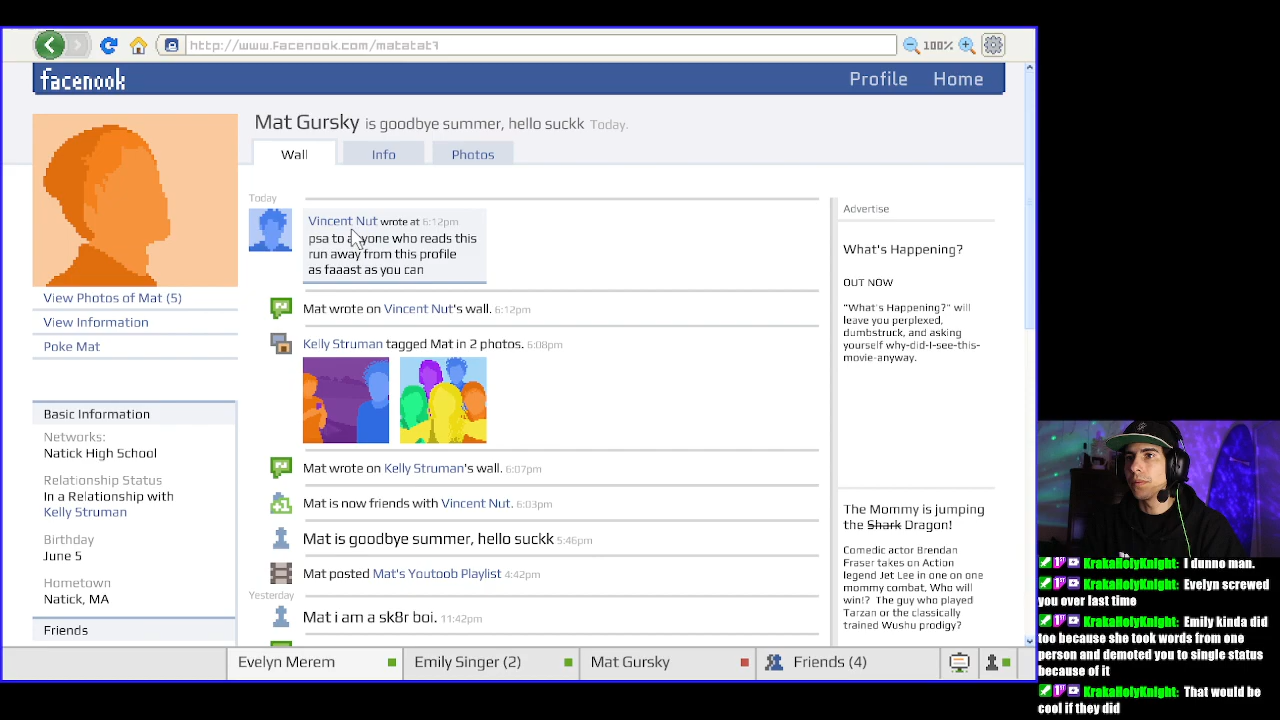 http://www.facenook.com/matatat7
100%
facenook
Profile
Home
Mat Gursky is goodbye summer, hello suckk Today.
Wall
Info
Photos
Today
Vincent Nut wrote at 6:12pm
psa to anyone who reads this
run away from this profile
as faaast as you can
Mat wrote on Vincent Nut's wall. 6:12pm
Kelly Struman tagged Mat in 2 photos. 6:08pm
Mat wrote on Kelly Struman's wall. 6:07pm
Mat is now friends with Vincent Nut. 6:03pm
Mat is goodbye summer, hello suckk 5:46pm
Mat posted Mat's Youtoob Playlist 4:42pm
Yesterday
Mat i am a sk8r boi. 11:42pm
View Photos of Mat (5)
View Information
Poke Mat
Basic Information
Networks:
Natick High School
Relationship Status
In a Relationship with
Kelly Struman
Birthday
June 5
Hometown
Natick, MA
Friends
Advertise
What's Happening?
OUT NOW
"What's Happening?" will
leave you perplexed,
dumbstruck, and asking
yourself why-did-I-see-this-
movie-anyway.
The Mommy is jumping
the Shark Dragon!
Comedic actor Brendan
Fraser takes on Action
legend Jet Lee in one on one
mommy combat. Who will
win!? The guy who played
Tarzan or the classically
trained Wushu prodigy?
Evelyn Merem
Emily Singer (2)
Mat Gursky
Friends (4)
KrakaHolyKnight: I dunno man.
KrakaHolyKnight: Evelyn screwed
you over last time
KrakaHolyKnight: Emily kinda did
too because she took words from one
person and demoted you to single status
because of it
KrakaHolyKnight: That would be
cool if they did